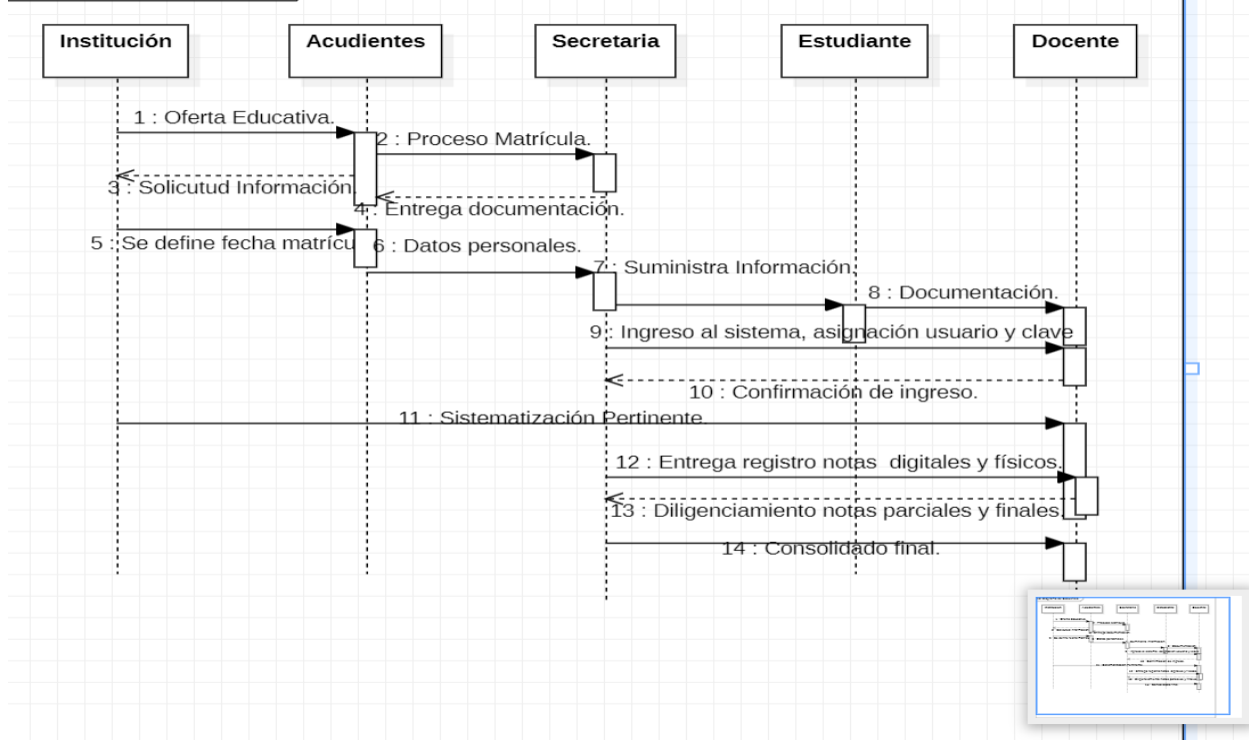 Institución
Acudientes
Secretaria
Estudiante
Docente
1 : Oferta Educativa.
2 : Proceso Matrícula.
3 : Solicutud Información.
4 : Entrega documentación.
5 : Se define fecha matrícu
6 : Datos personales.
7 : Suministra Información.
8 : Documentación.
9 : Ingreso al sistema, asignación usuario y clave
10 : Confirmación de ingreso.
11 : Sistematización Pertinente.
12 : Entrega registro notas  digitales y físicos.
13 : Diligenciamiento notas parciales y finales.
14 : Consolidado final.